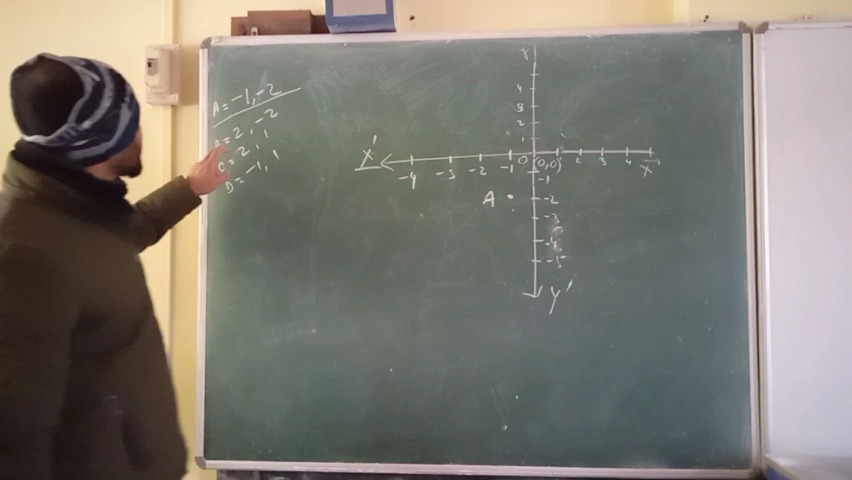 A = -1, -2
B = 2, -2
C = 2, 1
D = -1, 1
Y
4
3
2
1
X'
-4 -3 -2 -1 0 (0,0) 2 3 4 X
-1
A . -2
-3
-4
-5
Y'